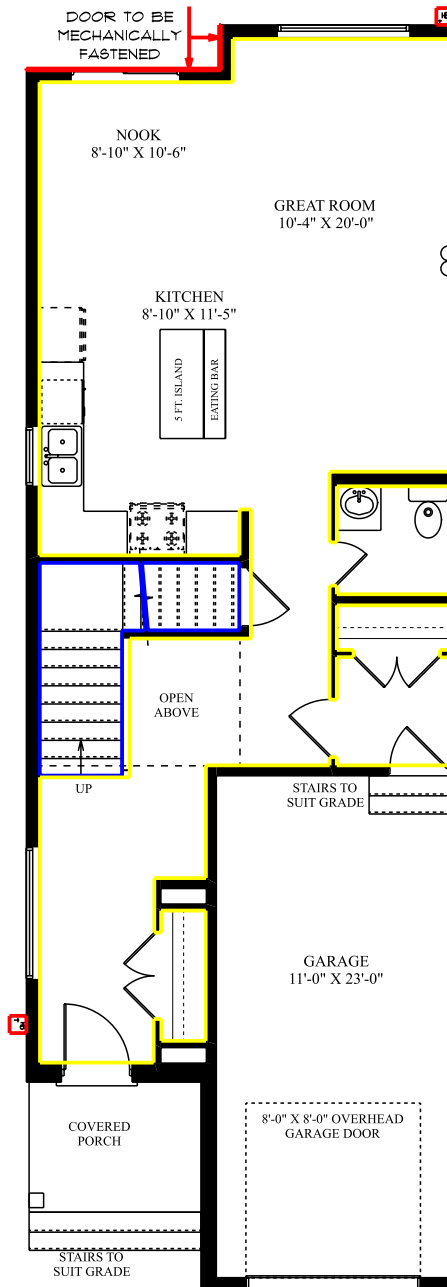 DOOR TO BE
MECHANICALLY
FASTENED
NOOK
8'-10" X 10'-6"
GREAT ROOM
10'-4" X 20'-0"
KITCHEN
8'-10" X 11'-5"
5 FT. ISLAND
EATING BAR
OPEN
ABOVE
UP
STAIRS TO
SUIT GRADE
GARAGE
11'-0" X 23'-0"
COVERED
PORCH
8'-0" X 8'-0" OVERHEAD
GARAGE DOOR
STAIRS TO
SUIT GRADE